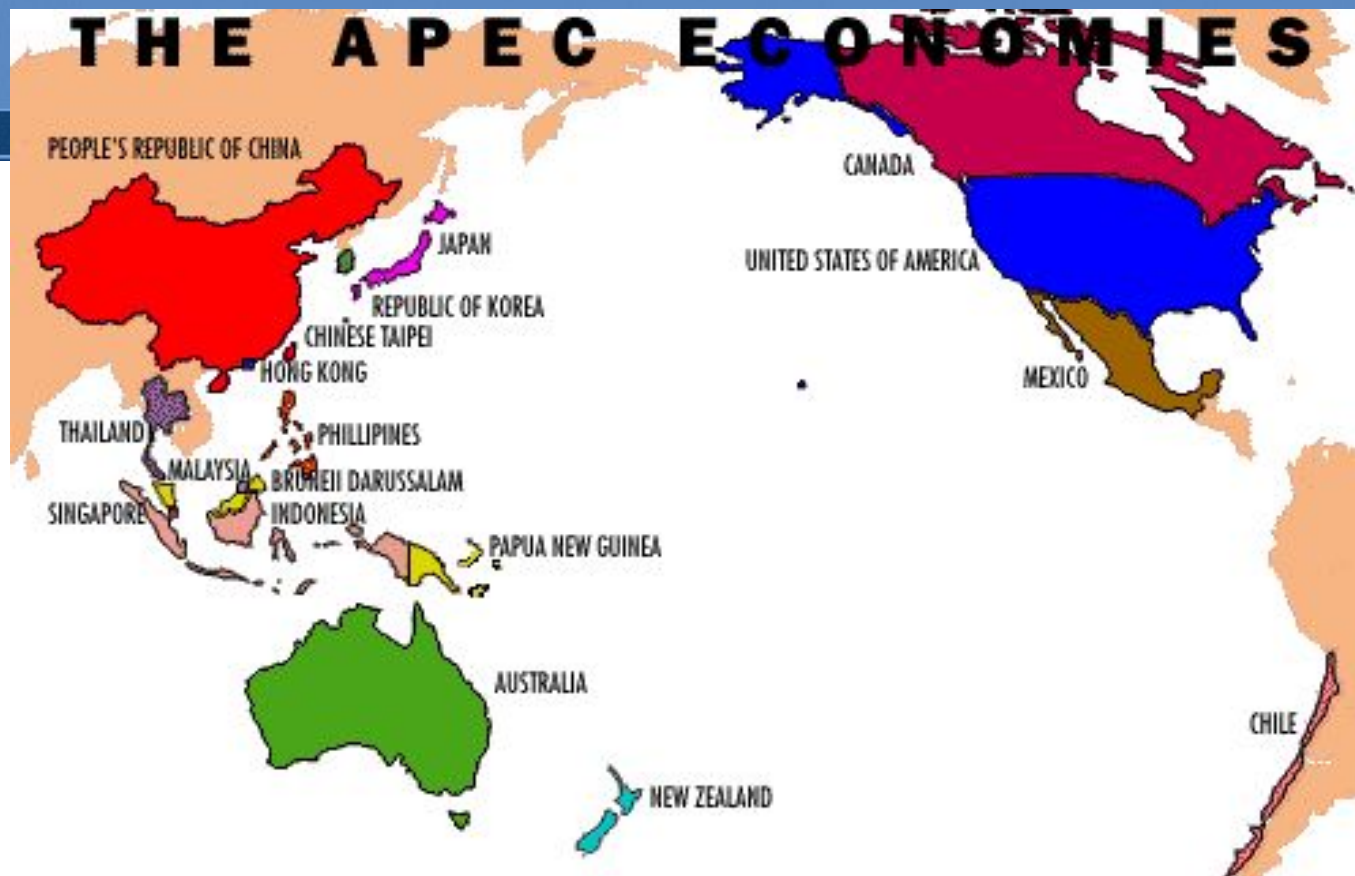 THE APEC ECONOMIES
PEOPLE'S REPUBLIC OF CHINA
CANADA
JAPAN
UNITED STATES OF AMERICA
REPUBLIC OF KOREA
CHINESE TAIPEI
HONG KONG
MEXICO
THAILAND
PHILLIPINES
MALAYSIA
BRUNEII DARUSSALAM
SINGAPORE
INDONESIA
PAPUA NEW GUINEA
AUSTRALIA
CHILE
NEW ZEALAND